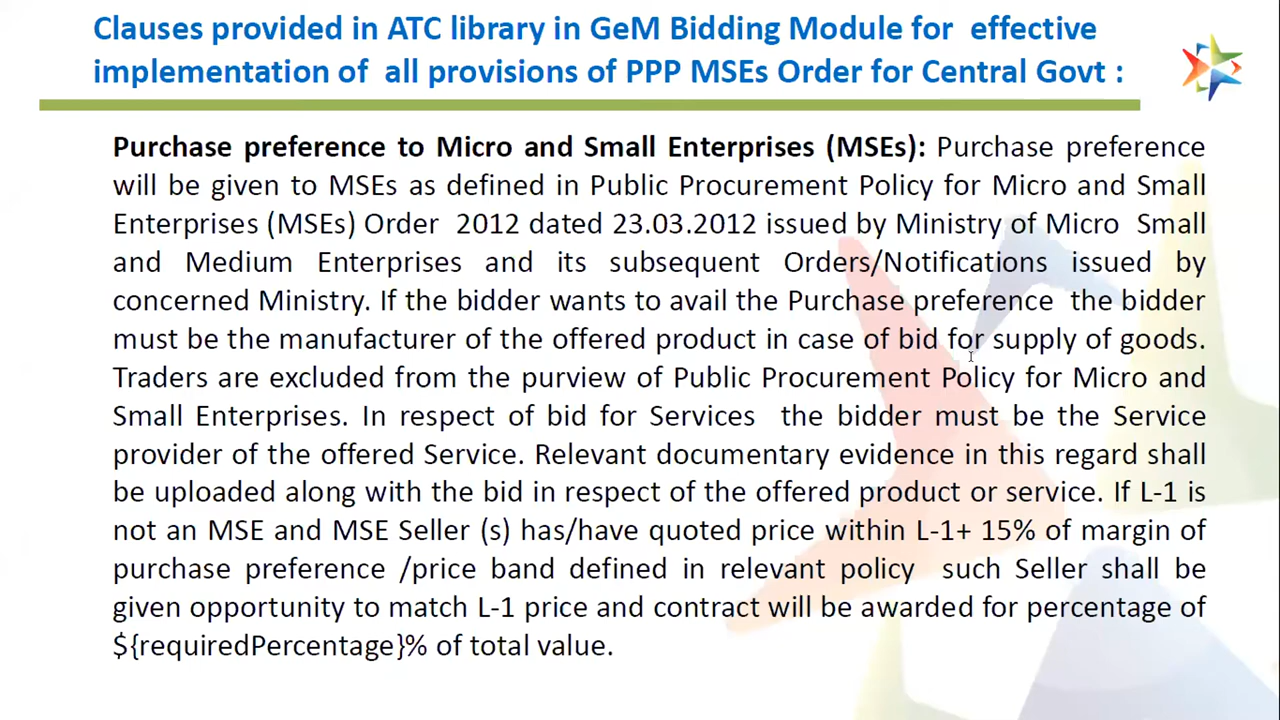 Clauses provided in ATC library in GeM Bidding Module for effective
implementation of all provisions of PPP MSEs Order for Central Govt :
Purchase preference to Micro and Small Enterprises (MSEs): Purchase preference
will be given to MSEs as defined in Public Procurement Policy for Micro and Small
Enterprises (MSEs) Order 2012 dated 23.03.2012 issued by Ministry of Micro Small
and Medium Enterprises and its subsequent Orders/Notifications issued by
concerned Ministry. If the bidder wants to avail the Purchase preference the bidder
must be the manufacturer of the offered product in case of bid for supply of goods.
Traders are excluded from the purview of Public Procurement Policy for Micro and
Small Enterprises. In respect of bid for Services the bidder must be the Service
provider of the offered Service. Relevant documentary evidence in this regard shall
be uploaded along with the bid in respect of the offered product or service. If L-1 is
not an MSE and MSE Seller (s) has/have quoted price within L-1+ 15% of margin of
purchase preference /price band defined in relevant policy such Seller shall be
given opportunity to match L-1 price and contract will be awarded for percentage of
${requiredPercentage}% of total value.